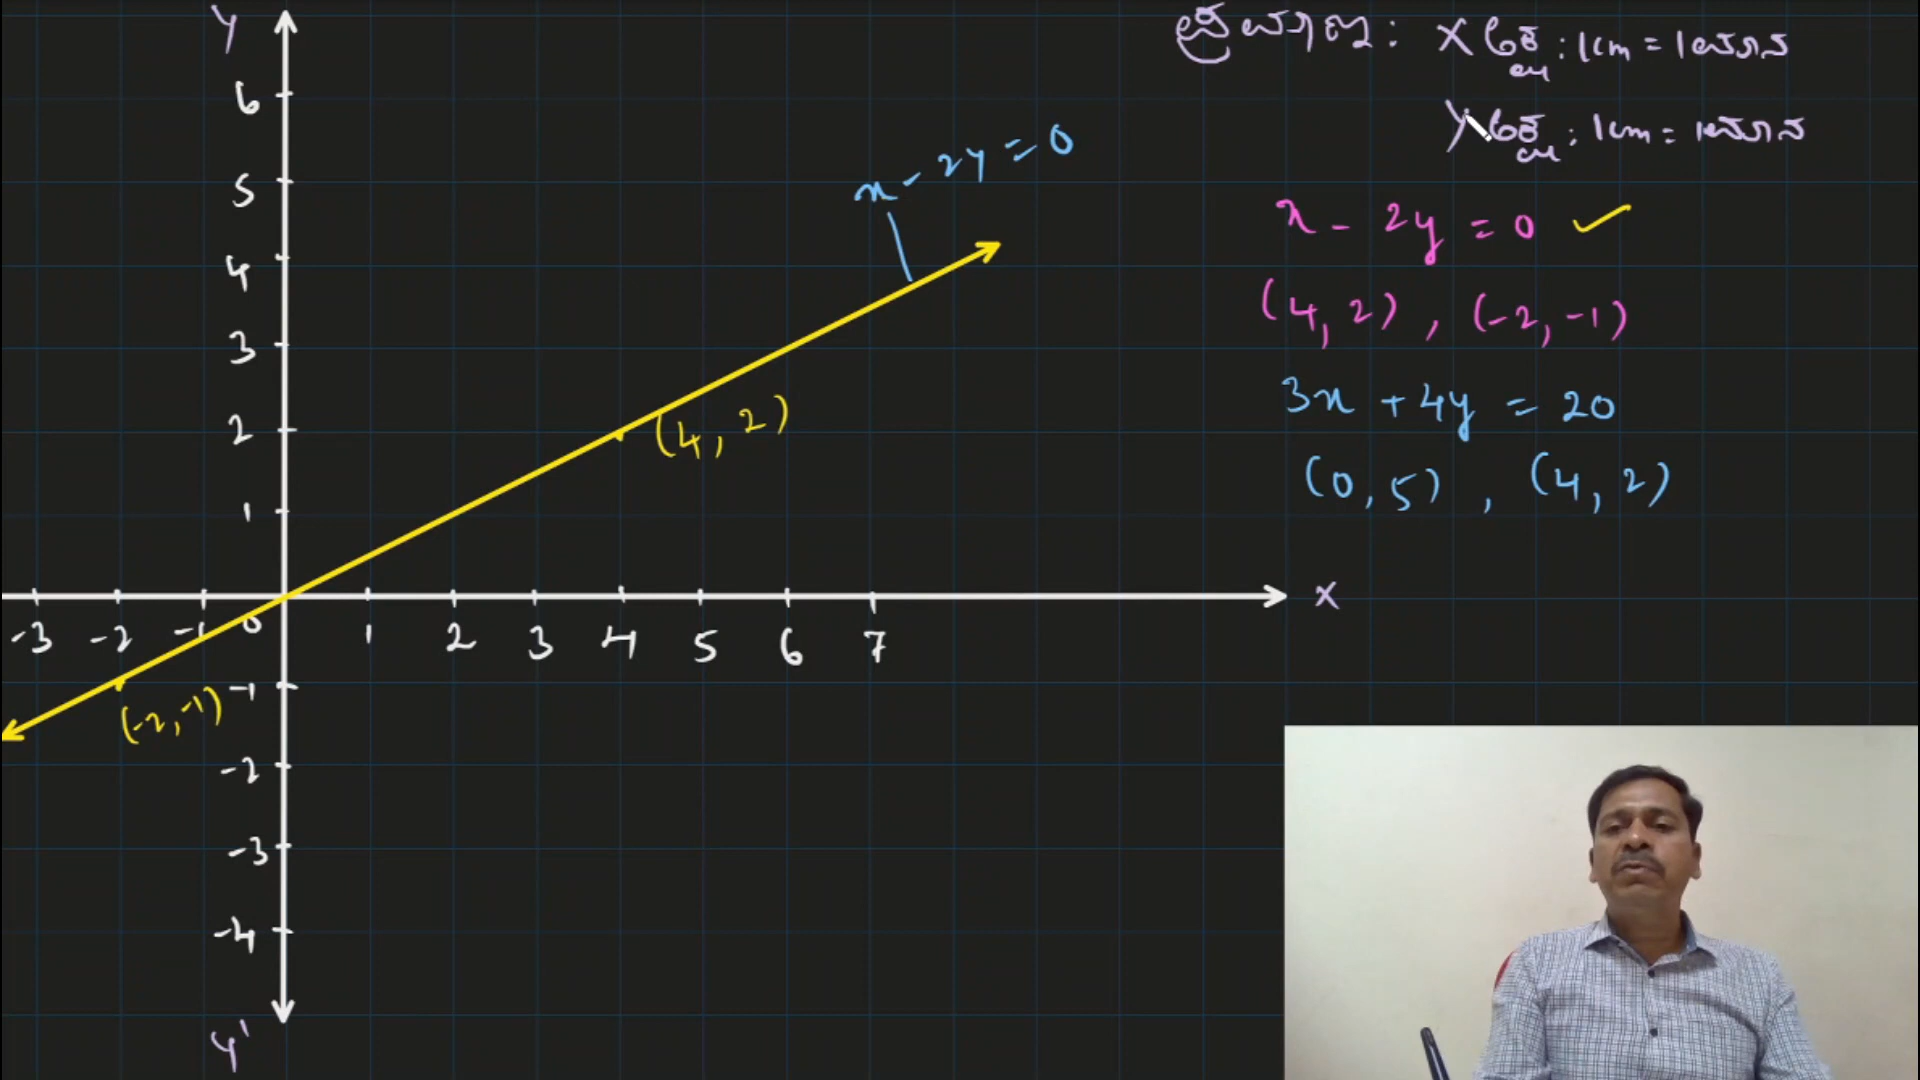 ಪ್ರಮಾಣ : X ಅಕ್ಷ : 1cm = 1ಮಾನ
Y ಅಕ್ಷ : 1cm = 1ಮಾನ
x - 2y = 0 ✓
(4, 2) , (-2, -1)
3x + 4y = 20
(0, 5) , (4, 2)
Y
6
5
4
3
2
1
x - 2y = 0
(4, 2)
-3 -2 -1 0 1 2 3 4 5 6 7
X
(-2, -1)
-1
-2
-3
-4
Y'